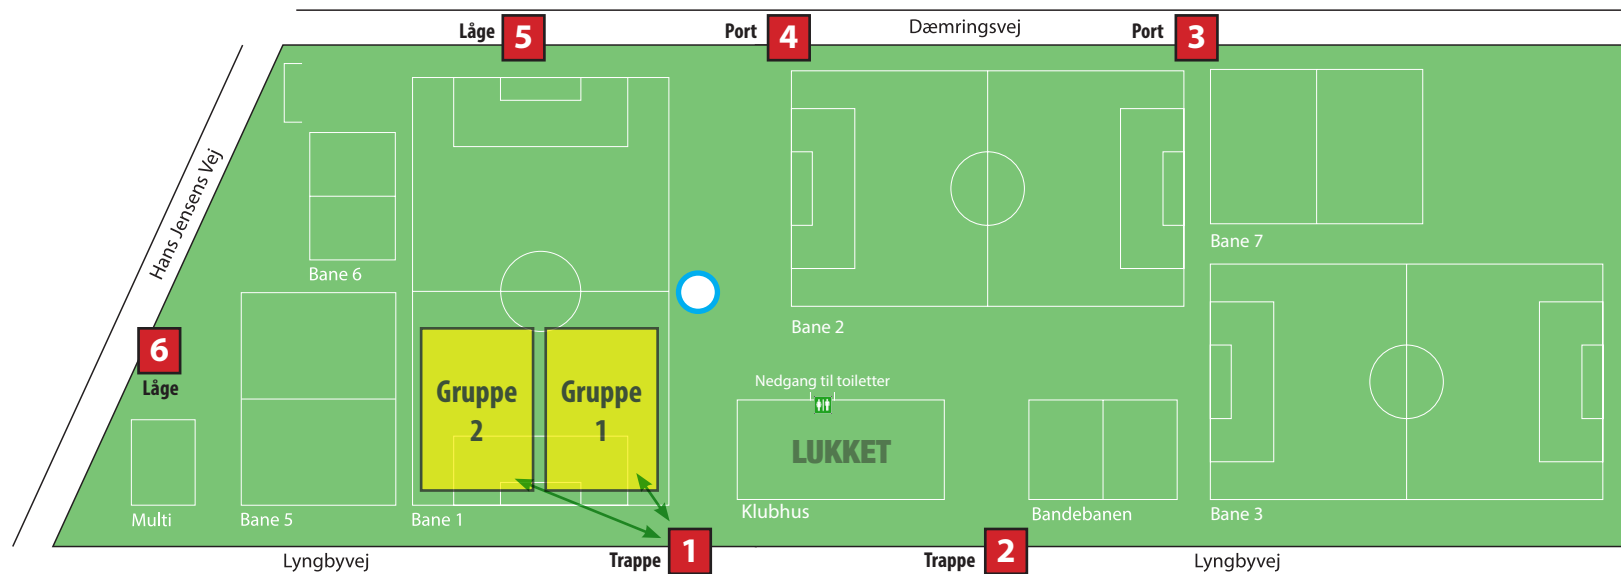 Låge 5
Port 4
Dæmringsvej
Port 3
Hans Jensens Vej
Bane 6
Bane 7
Bane 2
6
Låge
Nedgang til toiletter
Gruppe
2
Gruppe
1
LUKKET
Multi
Bane 5
Bane 1
Klubhus
Bandebanen
Bane 3
Lyngbyvej
Trappe 1
Trappe 2
Lyngbyvej